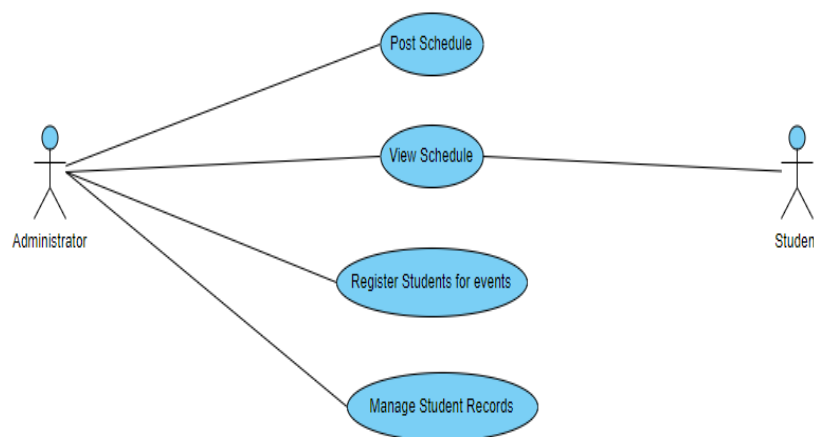 Post Schedule
View Schedule
Administrator
Studen
Register Students for events
Manage Student Records